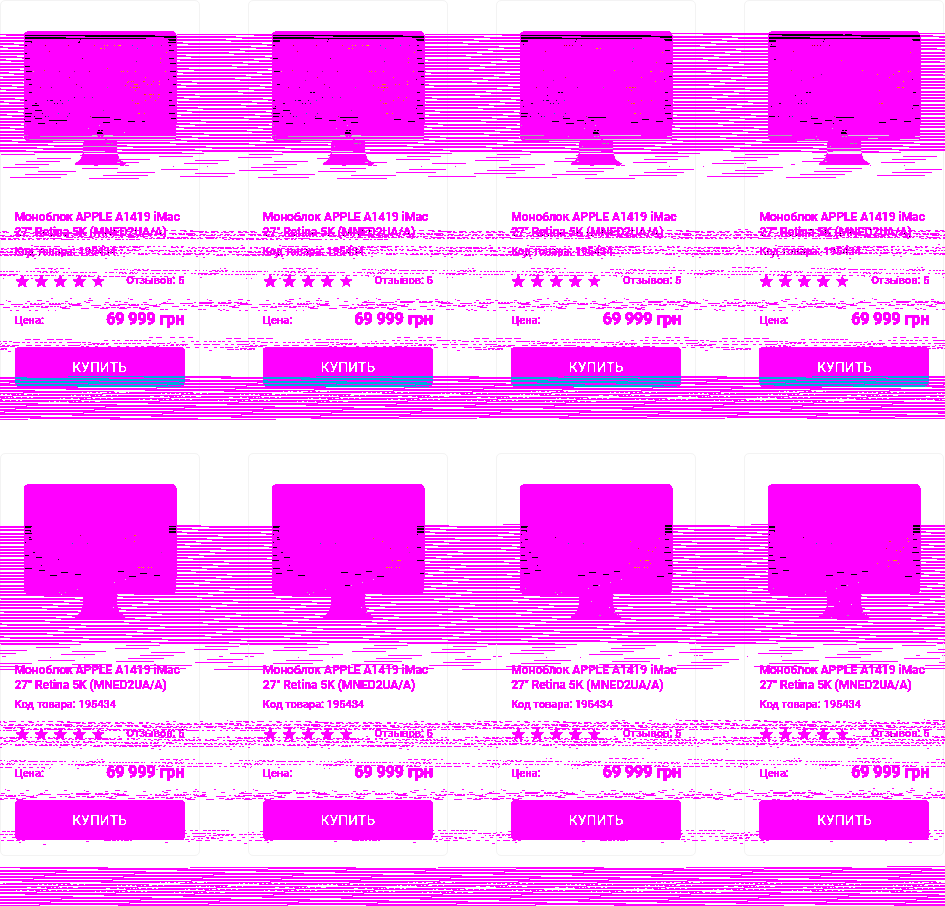 Моноблок APPLE A1419 iMac Моноблок APPLE A1419 iMac Моноблок APPLE A1419 iMac Моноблок APPLE A1419 iMac
27" Retina 5K (MNED2UA/A) 27" Retina 5K (MNED2UA/A) 27" Retina 5K (MNED2UA/A) 27" Retina 5K (MNED2UA/A)
Код товара: 195434 Код товара: 195434 Код товара: 195434 Код товара: 195434
Отзывов: 5 Отзывов: 5 Отзывов: 5 Отзывов: 5
Цена: 69 999 грн Цена: 69 999 грн Цена: 69 999 грн Цена: 69 999 грн
КУПИТЬ КУПИТЬ КУПИТЬ КУПИТЬ
Моноблок APPLE A1419 iMac Моноблок APPLE A1419 iMac Моноблок APPLE A1419 iMac Моноблок APPLE A1419 iMac
27" Retina 5K (MNED2UA/A) 27" Retina 5K (MNED2UA/A) 27" Retina 5K (MNED2UA/A) 27" Retina 5K (MNED2UA/A)
Код товара: 195434 Код товара: 195434 Код товара: 195434 Код товара: 195434
Отзывов: 5 Отзывов: 5 Отзывов: 5 Отзывов: 5
Цена: 69 999 грн Цена: 69 999 грн Цена: 69 999 грн Цена: 69 999 грн
КУПИТЬ КУПИТЬ КУПИТЬ КУПИТЬ